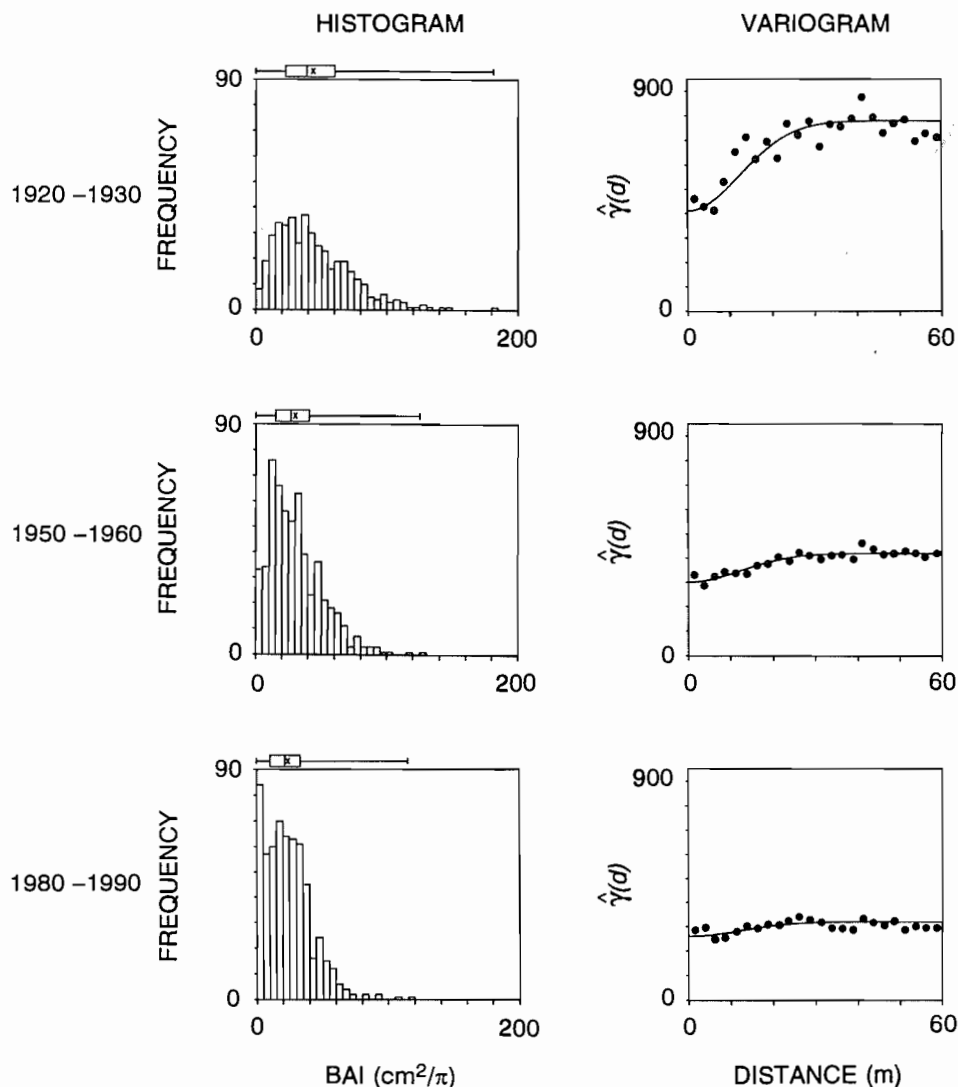 HISTOGRAM
VARIOGRAM
1920 –1930
FREQUENCY
90
0
0
200
γ̂(d)
900
0
0
60
1950 –1960
FREQUENCY
90
0
0
200
γ̂(d)
900
0
0
60
1980 –1990
FREQUENCY
90
0
0
200
BAI (cm²/π)
γ̂(d)
900
0
0
60
DISTANCE (m)